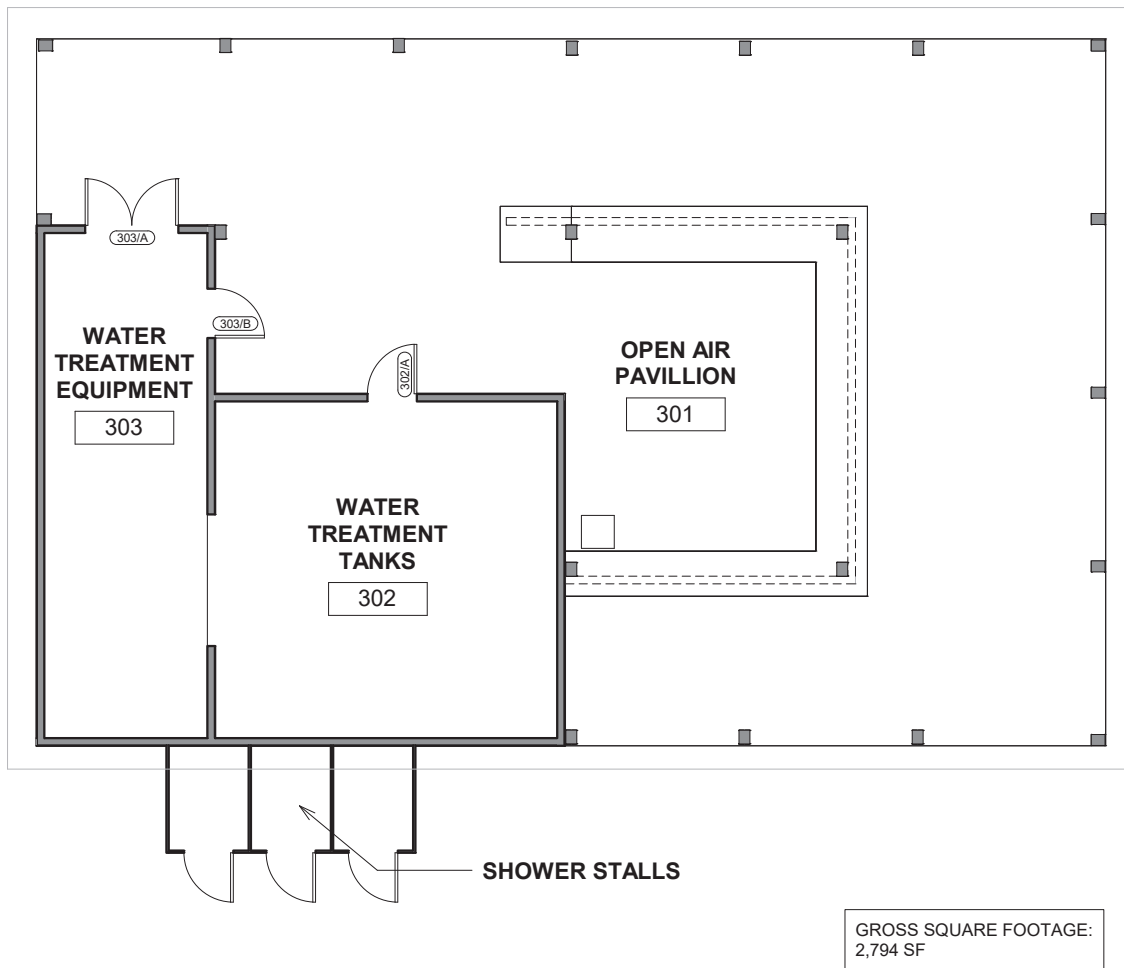 303/A
303/B
WATER
TREATMENT
EQUIPMENT
303
302/A
OPEN AIR
PAVILLION
301
WATER
TREATMENT
TANKS
302
SHOWER STALLS
GROSS SQUARE FOOTAGE:
2,794 SF